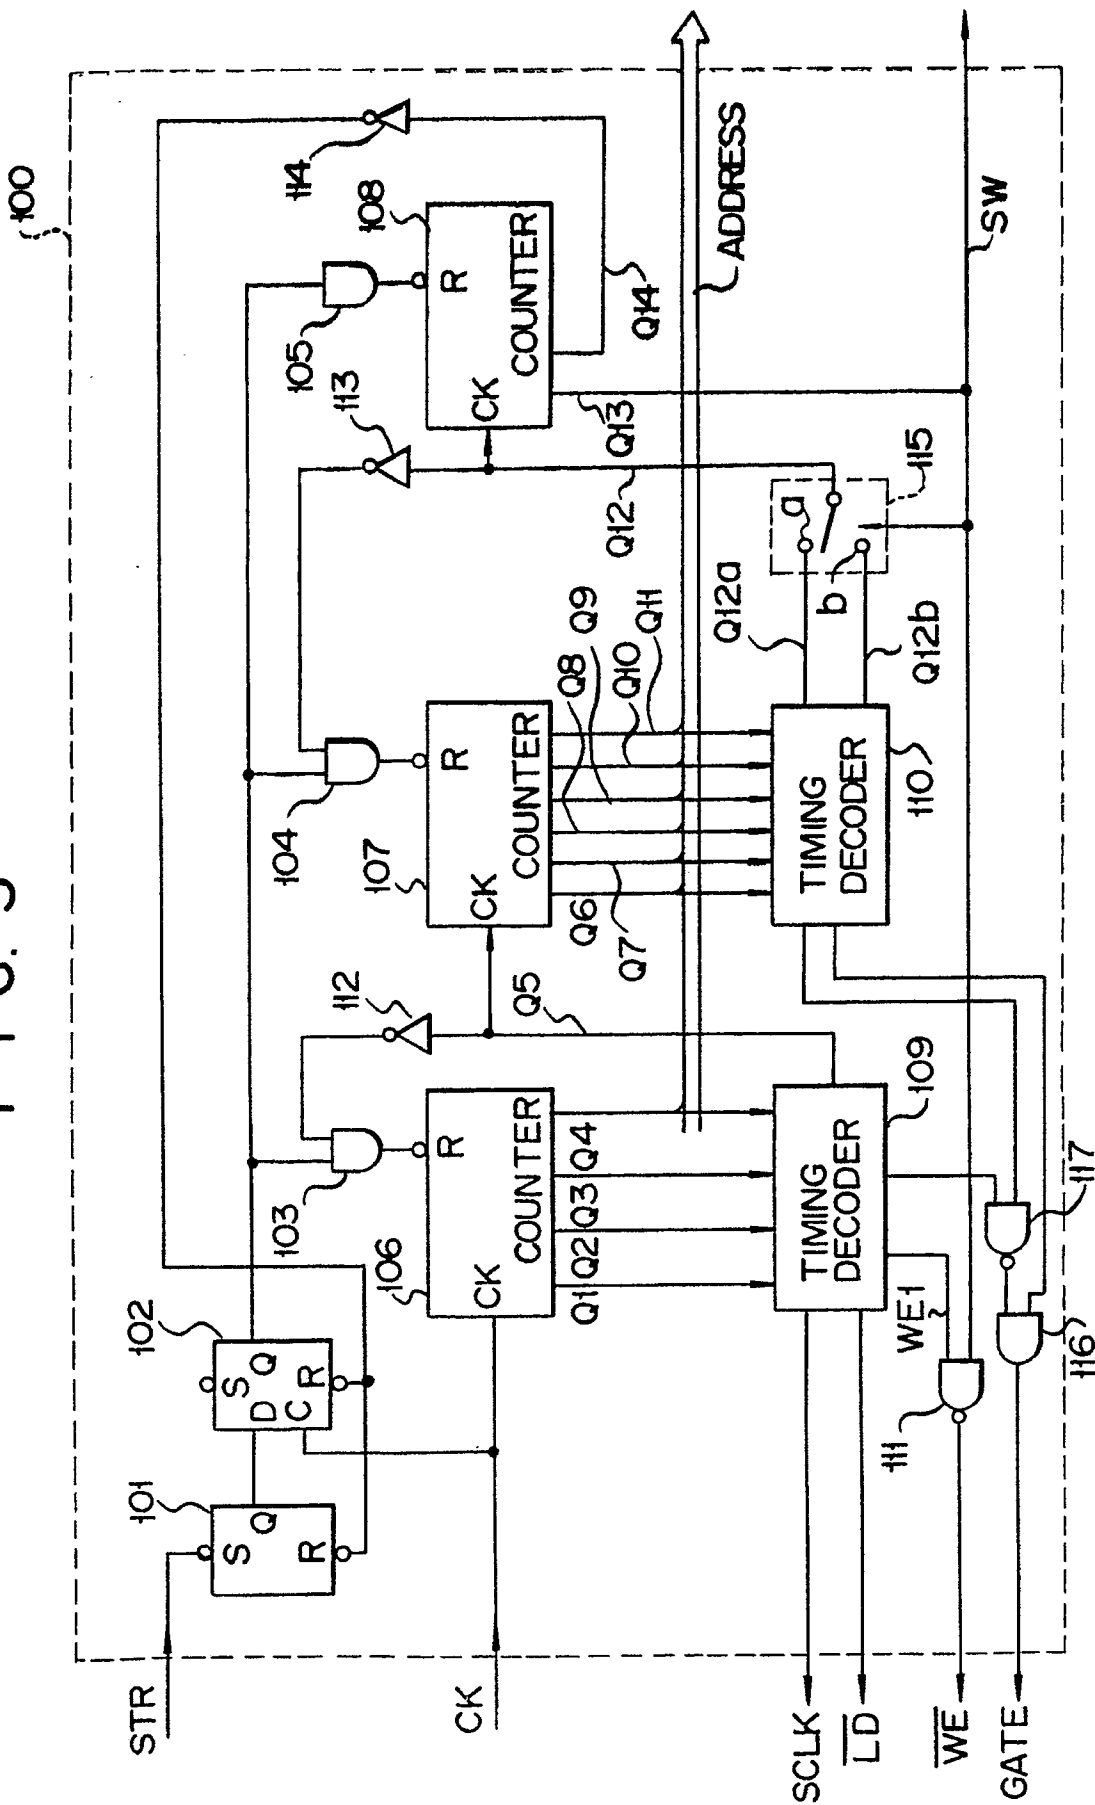 F I G.
100
STR
101
102
S
Q
R
S
D
Q
C
R
103
112
104
113
105
114
CK
106
CK
R
COUNTER
107
CK
R
COUNTER
108
CK
R
COUNTER
Q1
Q2
Q3
Q4
Q5
Q6
Q7
Q8
Q9
Q10
Q11
Q12
Q13
Q14
ADDRESS
SCLK
LD
TIMING
DECODER
109
TIMING
DECODER
110
Q12a
Q12b
a
b
115
WE1
111
WE
SW
GATE
116
117